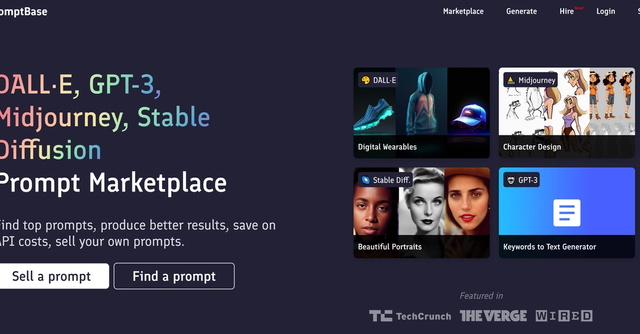 omptBase
Marketplace
Generate
Hire New!
Login
DALL·E, GPT-3,
Midjourney, Stable
Diffusion
Prompt Marketplace
Find top prompts, produce better results, save on
API costs, sell your own prompts.
Sell a prompt
Find a prompt
DALL·E
Digital Wearables
Midjourney
Character Design
Stable Diff.
Beautiful Portraits
GPT-3
Keywords to Text Generator
Featured in
TC TechCrunch
THE VERGE
WIRED